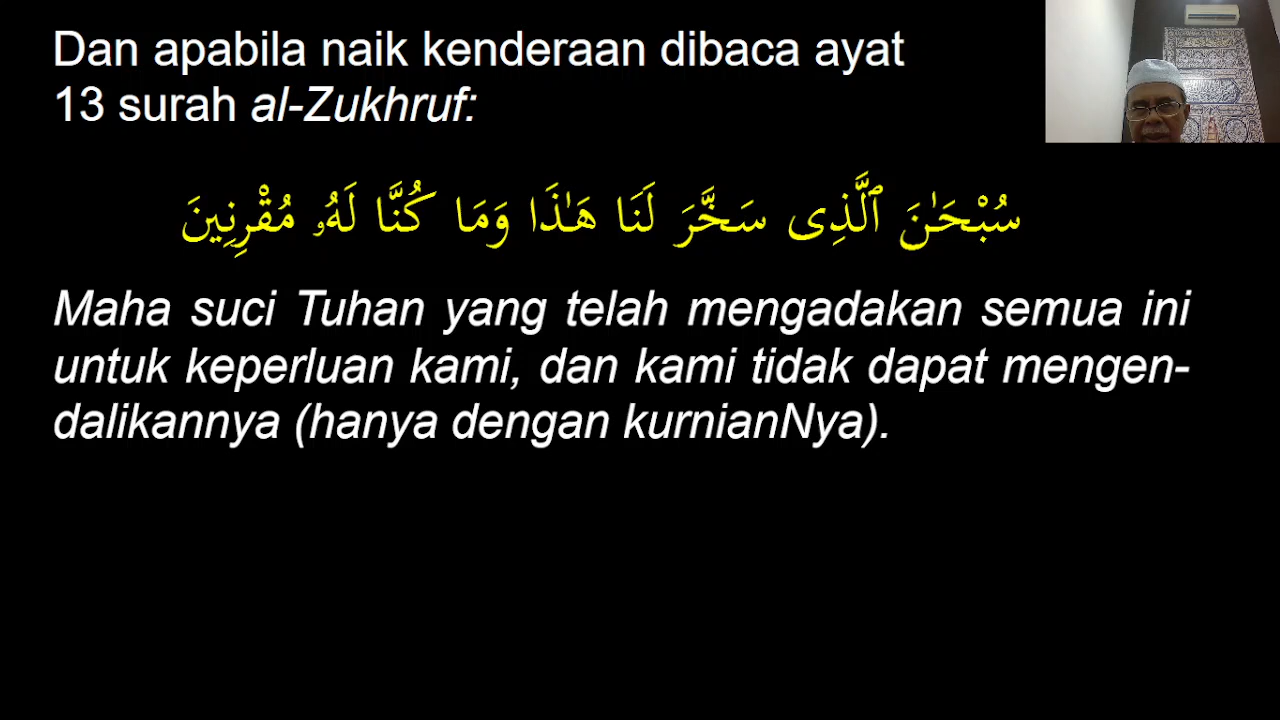 Dan apabila naik kenderaan dibaca ayat
13 surah al-Zukhruf:
سُبْحَـٰنَ ٱلَّذِى سَخَّرَ لَنَا هَـٰذَا وَمَا كُنَّا لَهُۥ مُقْرِنِينَ
Maha suci Tuhan yang telah mengadakan semua ini
untuk keperluan kami, dan kami tidak dapat mengen-
dalikannya (hanya dengan kurnianNya).